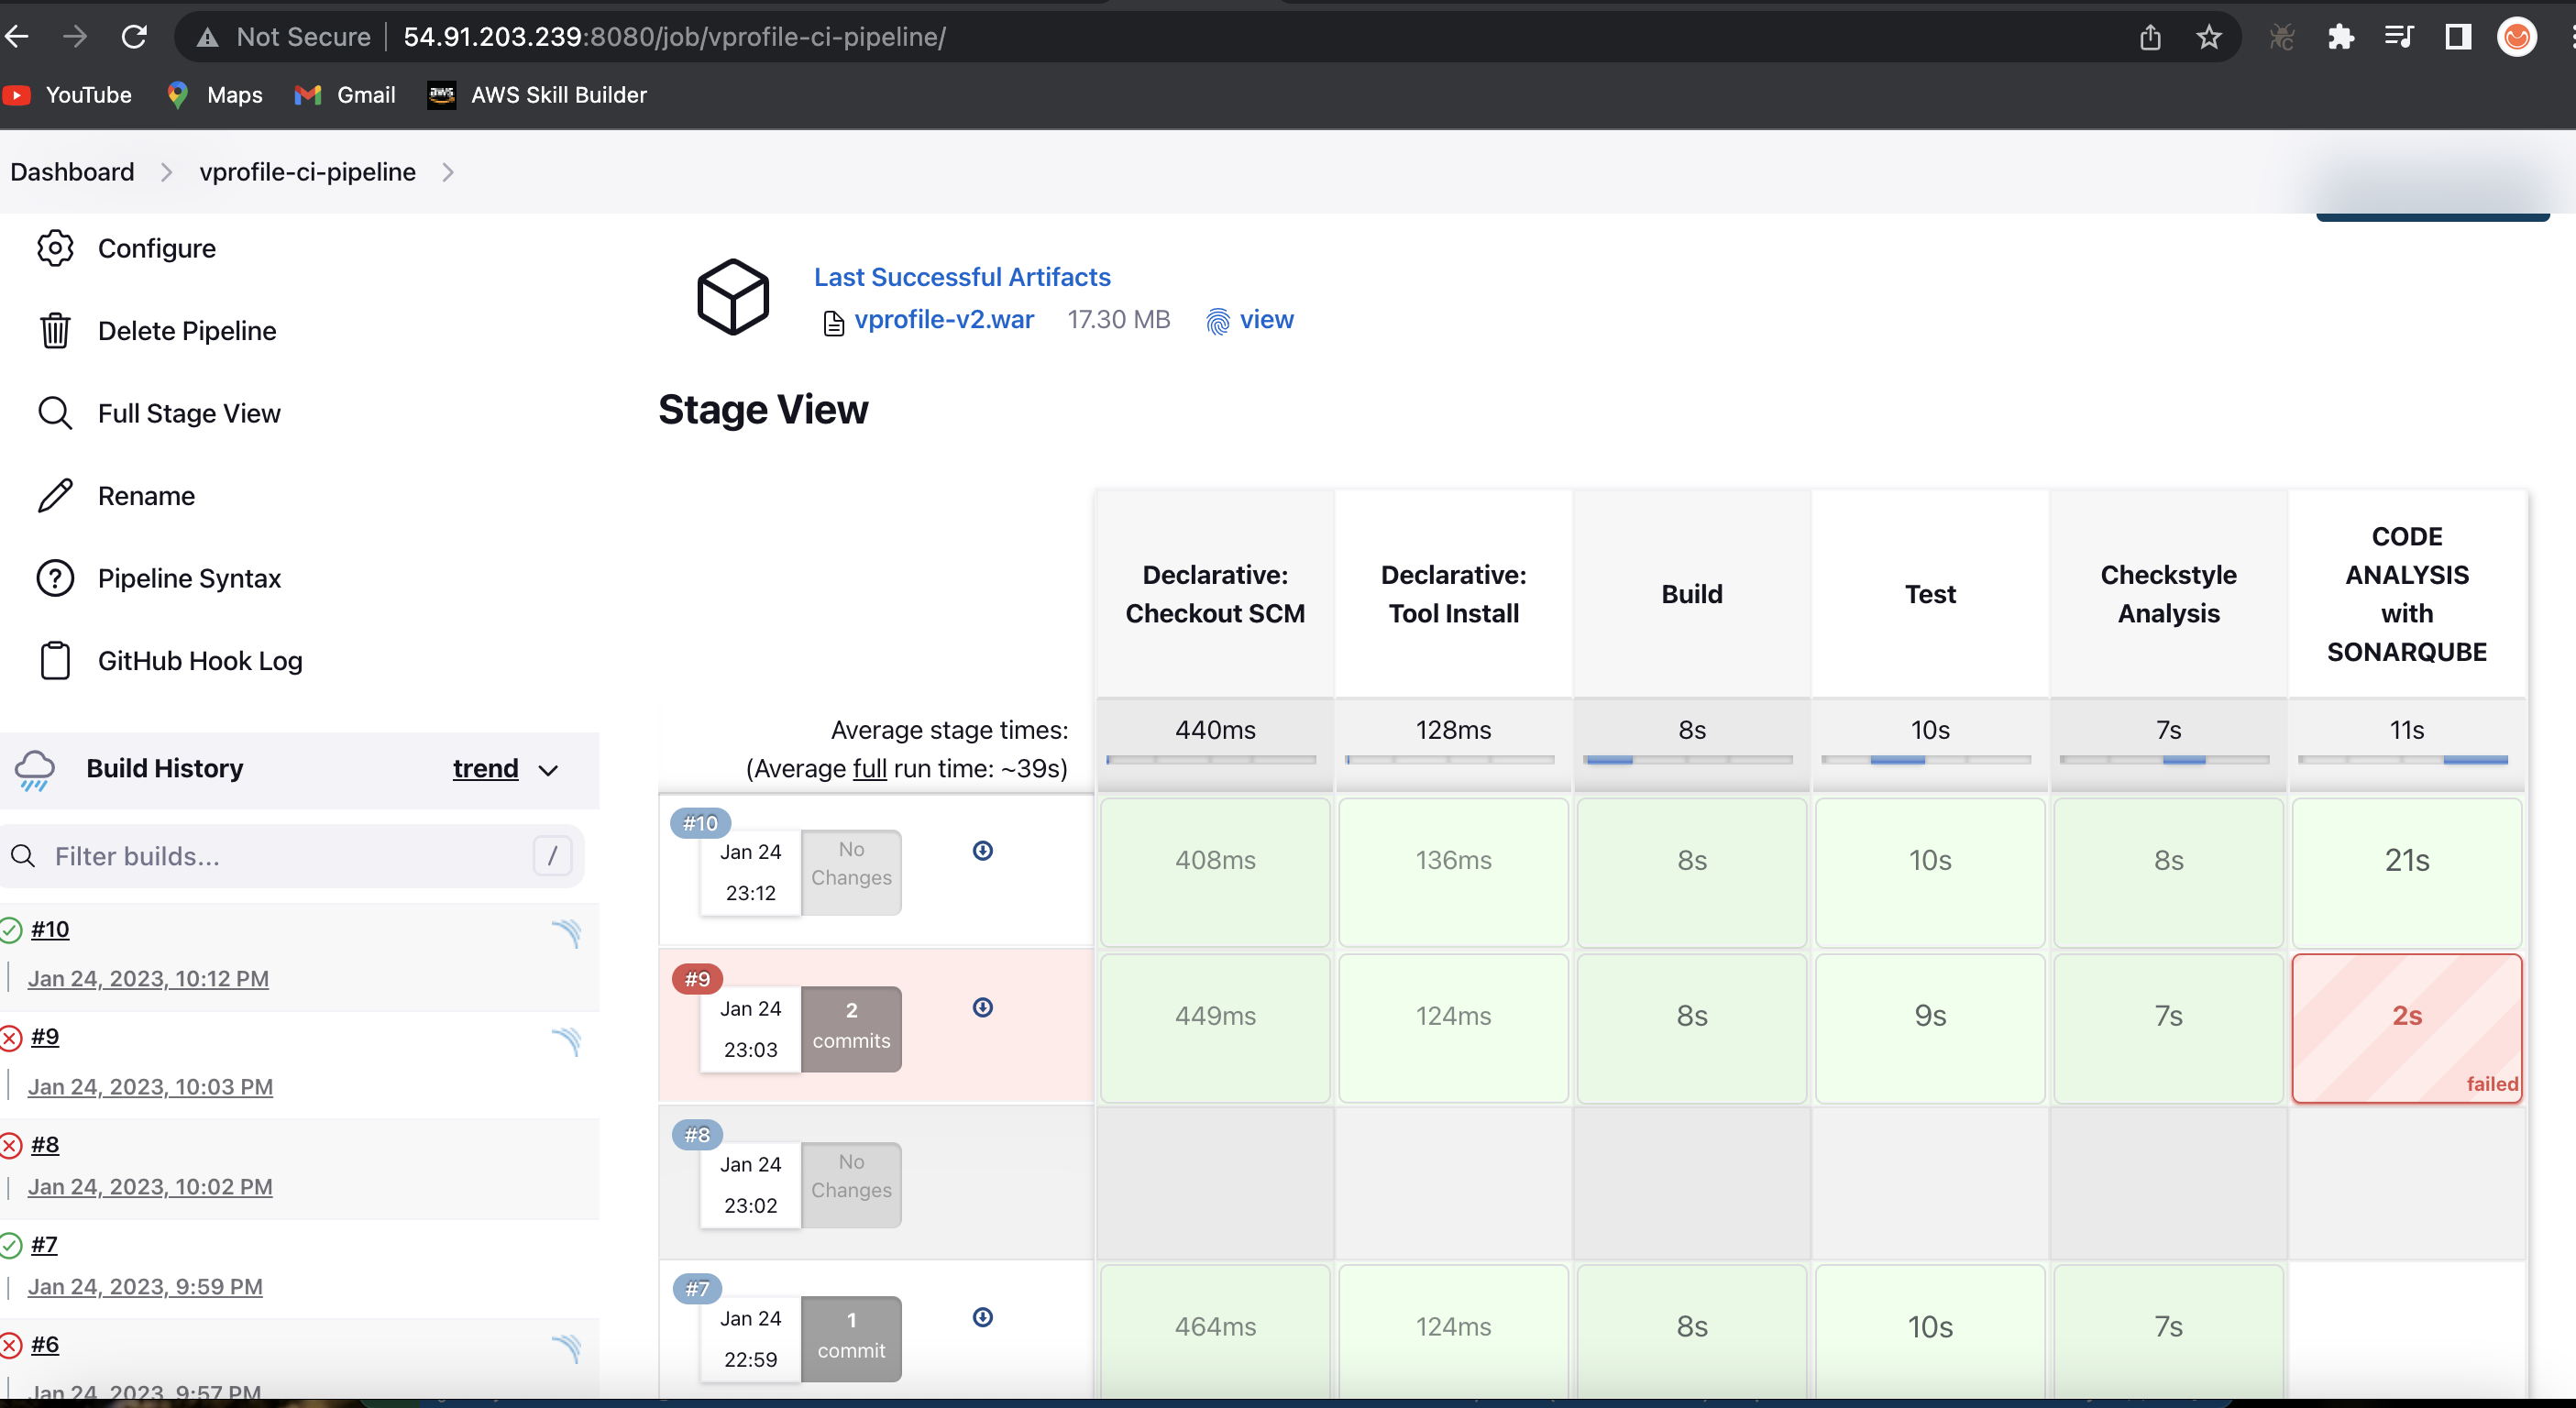 Not Secure 54.91.203.239:8080/job/vprofile-ci-pipeline/
YouTube Maps Gmail aws AWS Skill Builder
Dashboard vprofile-ci-pipeline
Configure
Delete Pipeline
Full Stage View
Rename
Pipeline Syntax
GitHub Hook Log
Build History trend
Filter builds... /
#10
Jan 24, 2023, 10:12 PM
#9
Jan 24, 2023, 10:03 PM
#8
Jan 24, 2023, 10:02 PM
#7
Jan 24, 2023, 9:59 PM
#6
Jan 24, 2023, 9:57 PM
Last Successful Artifacts
vprofile-v2.war 17.30 MB view
Stage View
Declarative:
Checkout SCM
Declarative:
Tool Install
Build
Test
Checkstyle
Analysis
CODE
ANALYSIS
with
SONARQUBE
Average stage times:
(Average full run time: ~39s)
440ms 128ms 8s 10s 7s 11s
#10
Jan 24
23:12
No
Changes
408ms 136ms 8s 10s 8s 21s
#9
Jan 24
23:03
2
commits
449ms 124ms 8s 9s 7s 2s
failed
#8
Jan 24
23:02
No
Changes
#7
Jan 24
22:59
1
commit
464ms 124ms 8s 10s 7s